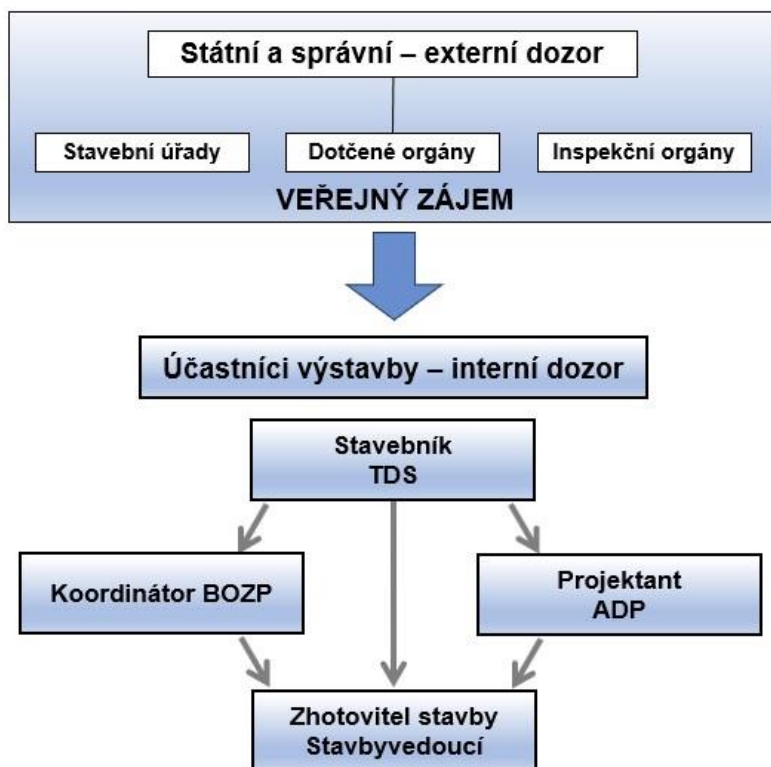 Státní a správní – externí dozor
Stavební úřady
Dotčené orgány
Inspekční orgány
VEŘEJNÝ ZÁJEM
Účastníci výstavby – interní dozor
Stavebník
TDS
Koordinátor BOZP
Projektant
ADP
Zhotovitel stavby
Stavbyvedoucí